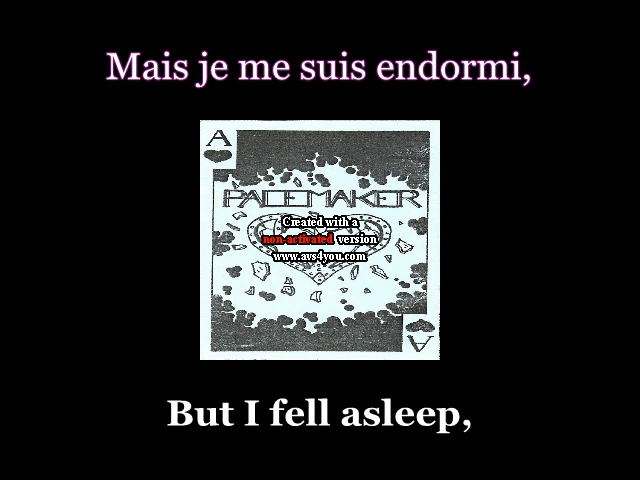 Mais je me suis endormi,
A
PACEMAKER
Created with a
non-activated version
www.avs4you.com
A
But I fell asleep,